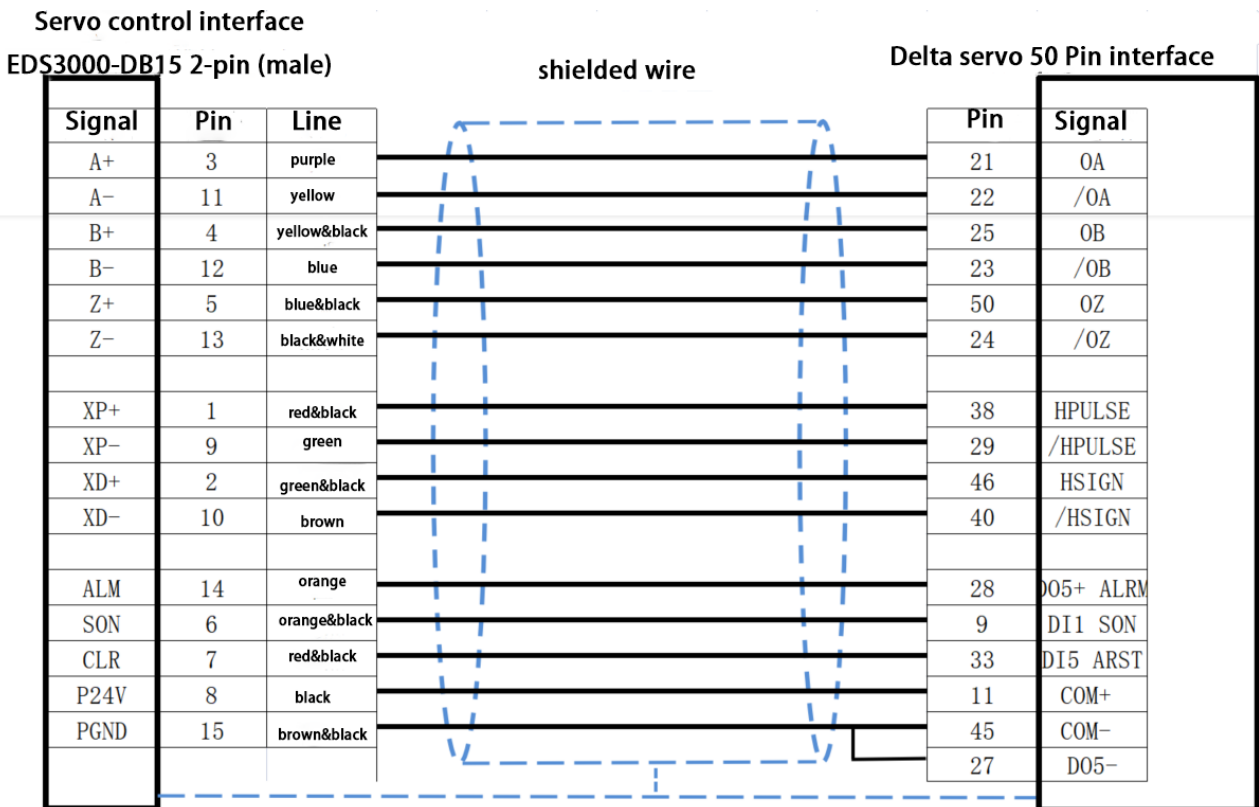 Servo control interface
EDS3000-DB15 2-pin (male)
shielded wire
Delta servo 50 Pin interface
Signal Pin Line Pin Signal
A+ 3 purple 21 OA
A- 11 yellow 22 /OA
B+ 4 yellow&black 25 OB
B- 12 blue 23 /OB
Z+ 5 blue&black 50 OZ
Z- 13 black&white 24 /OZ
XP+ 1 red&black 38 HPULSE
XP- 9 green 29 /HPULSE
XD+ 2 green&black 46 HSIGN
XD- 10 brown 40 /HSIGN
ALM 14 orange 28 DO5+ ALRM
SON 6 orange&black 9 DI1 SON
CLR 7 red&black 33 DI5 ARST
P24V 8 black 11 COM+
PGND 15 brown&black 45 COM-
27 DO5-